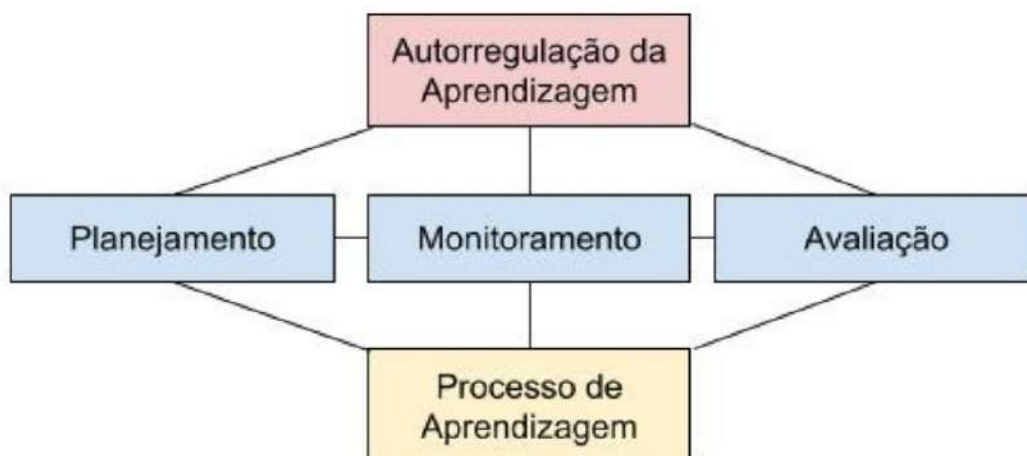 Autorregulação da
Aprendizagem
Planejamento
Monitoramento
Avaliação
Processo de
Aprendizagem